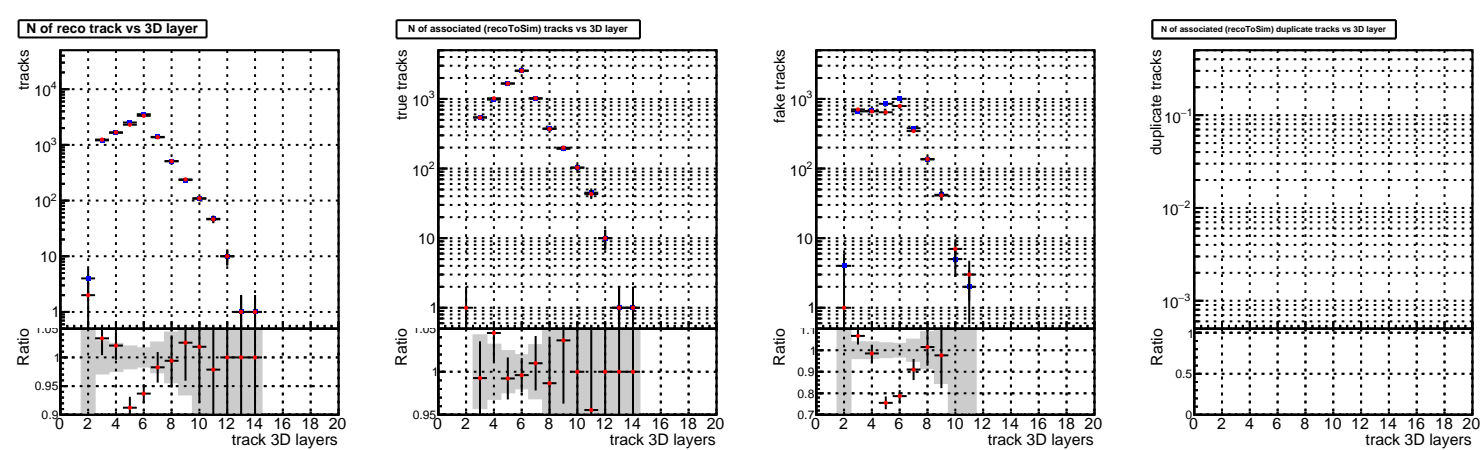 N of reco track vs 3D layer
tracks
10⁴
10³
10²
10
1
Ratio
1.05
1
0.95
0.9
0 2 4 6 8 10 12 14 16 18 20
track 3D layers
N of associated (recoToSim) tracks vs 3D layer
true tracks
10³
10²
10
1
Ratio
1.05
1
0.95
0 2 4 6 8 10 12 14 16 18 20
track 3D layers
fake tracks
10³
10²
10
1
Ratio
1.1
1
0.9
0.8
0.7
0 2 4 6 8 10 12 14 16 18 20
track 3D layers
N of associated (recoToSim) duplicate tracks vs 3D layer
duplicate tracks
10⁻¹
10⁻²
10⁻³
Ratio
1
0.5
0
0 2 4 6 8 10 12 14 16 18 20
track 3D layers